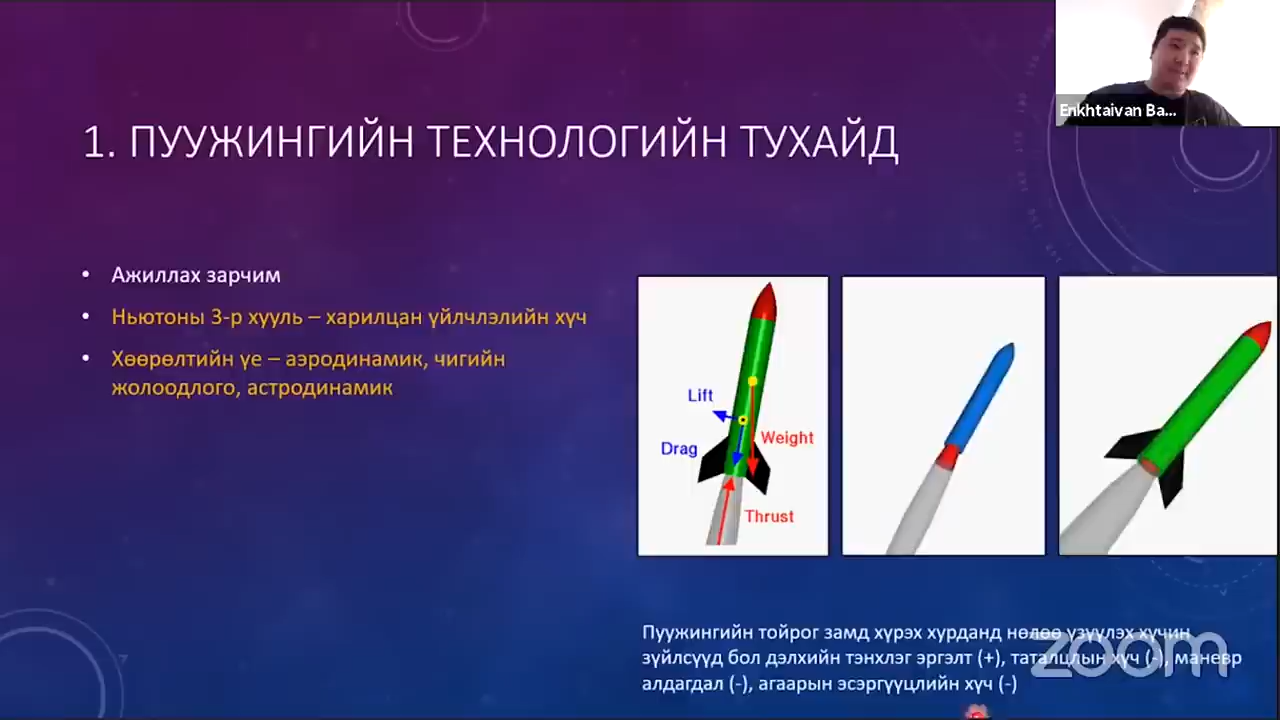 Enkhtaivan Ba...
1. ПУУЖИНГИЙН ТЕХНОЛОГИЙН ТУХАЙД
• Ажиллах зарчим
• Ньютоны 3-р хууль – харилцан үйлчлэлийн хүч
• Хөөрөлтийн үе – аэродинамик, чигийн
жолоодлого, астродинамик
Lift
Drag
Weight
Thrust
Пуужингийн тойрог замд хүрэх хурданд нөлөө үзүүлэх хүчин
зүйлсүүд бол дэлхийн тэнхлэг эргэлт (+), таталцлын хүч (-), маневр
алдагдал (-), агаарын эсэргүүцлийн хүч (-)
zoom